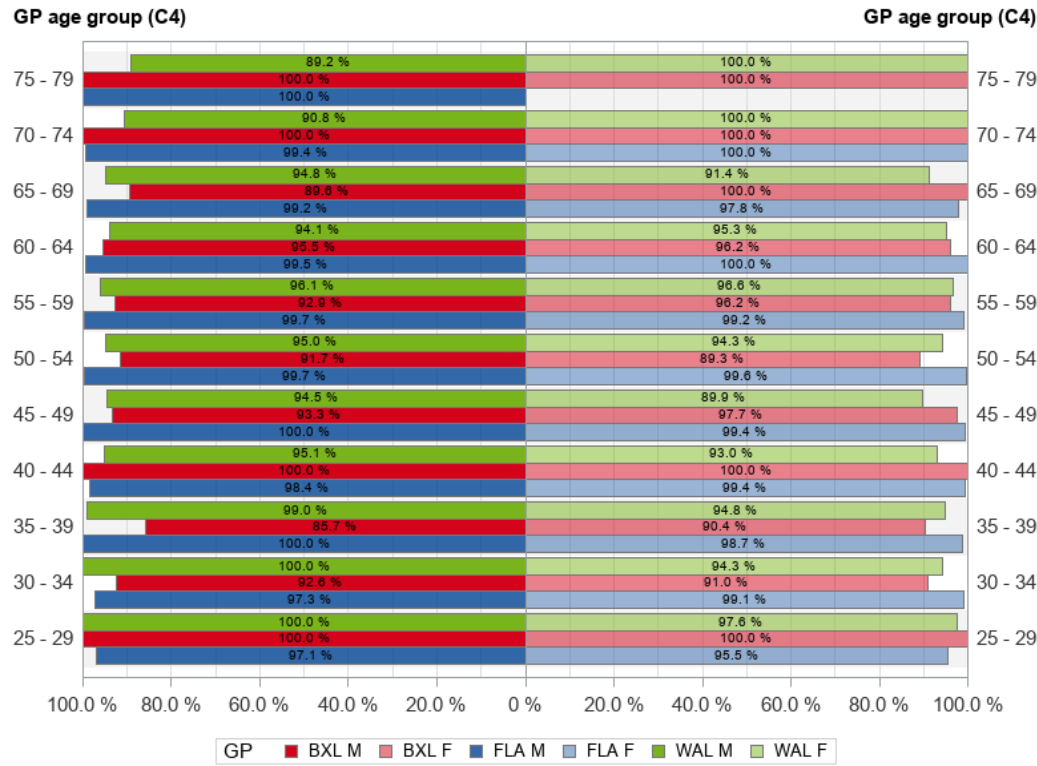 GP age group (C4) GP age group (C4)
89.2 % 100.0 %
75 - 79 100.0 % 100.0 % 75 - 79
100.0 %
90.8 % 100.0 %
70 - 74 100.0 % 100.0 % 70 - 74
99.4 % 100.0 %
94.8 % 91.4 %
65 - 69 89.6 % 100.0 % 65 - 69
99.2 % 97.8 %
94.1 % 95.3 %
60 - 64 95.5 % 96.2 % 60 - 64
99.5 % 100.0 %
96.1 % 96.6 %
55 - 59 92.9 % 96.2 % 55 - 59
99.7 % 99.2 %
95.0 % 94.3 %
50 - 54 91.7 % 89.3 % 50 - 54
99.7 % 99.6 %
94.5 % 89.9 %
45 - 49 93.3 % 97.7 % 45 - 49
100.0 % 99.4 %
95.1 % 93.0 %
40 - 44 100.0 % 100.0 % 40 - 44
98.4 % 99.4 %
99.0 % 94.8 %
35 - 39 85.7 % 90.4 % 35 - 39
100.0 % 98.7 %
100.0 % 94.3 %
30 - 34 92.6 % 91.0 % 30 - 34
97.3 % 99.1 %
100.0 % 97.6 %
25 - 29 100.0 % 100.0 % 25 - 29
97.1 % 95.5 %
100.0 % 80.0 % 60.0 % 40.0 % 20.0 % 0 % 20.0 % 40.0 % 60.0 % 80.0 % 100.0 %
GP BXL M BXL F FLA M FLA F WAL M WAL F